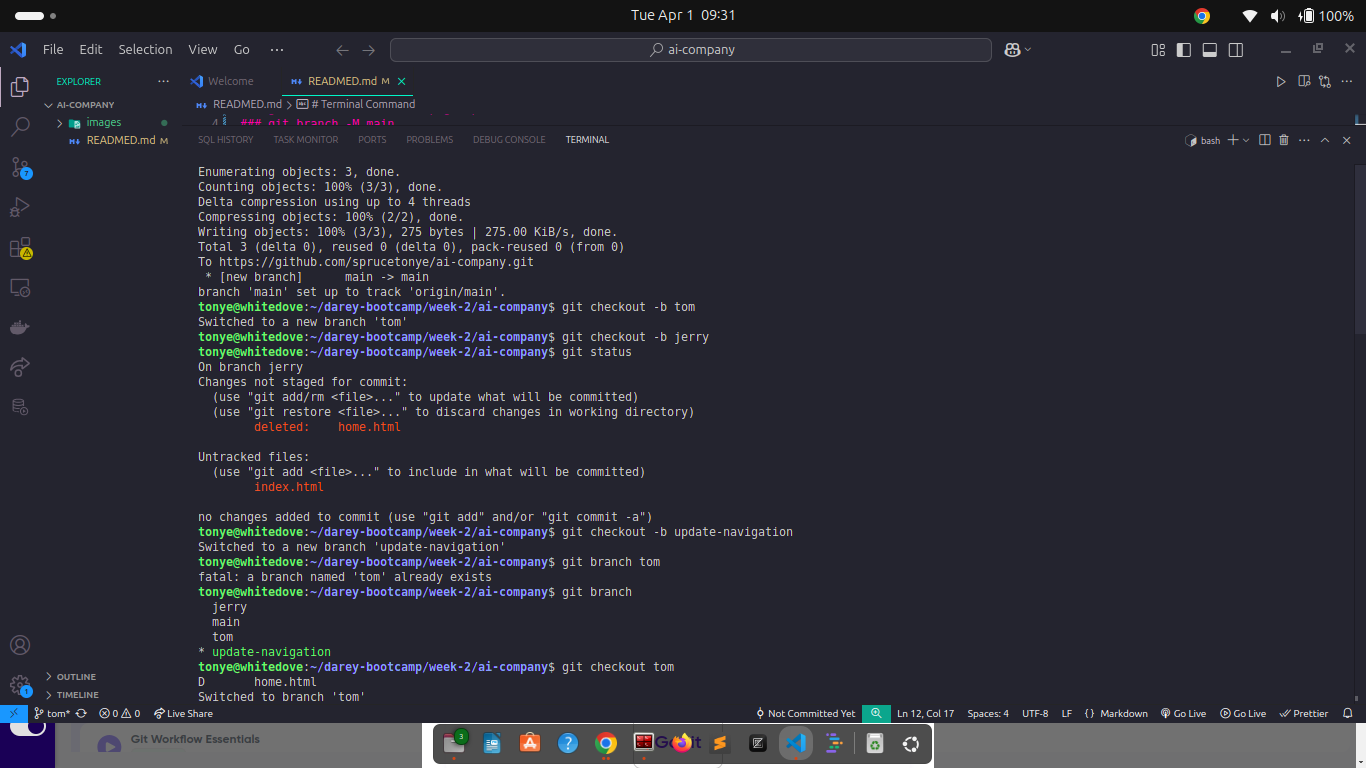 Tue Apr 1 09:31
100%
File Edit Selection View Go ···
ai-company
EXPLORER ···
Welcome
READMED.md M
AI-COMPANY
images
READMED.md M
READMED.md > # Terminal Command
4 ### git branch -M main
SQL HISTORY TASK MONITOR PORTS PROBLEMS DEBUG CONSOLE TERMINAL
bash
Enumerating objects: 3, done.
Counting objects: 100% (3/3), done.
Delta compression using up to 4 threads
Compressing objects: 100% (2/2), done.
Writing objects: 100% (3/3), 275 bytes | 275.00 KiB/s, done.
Total 3 (delta 0), reused 0 (delta 0), pack-reused 0 (from 0)
To https://github.com/sprucetonye/ai-company.git
 * [new branch]      main -> main
branch 'main' set up to track 'origin/main'.
tonye@whitedove:~/darey-bootcamp/week-2/ai-company$ git checkout -b tom
Switched to a new branch 'tom'
tonye@whitedove:~/darey-bootcamp/week-2/ai-company$ git checkout -b jerry
tonye@whitedove:~/darey-bootcamp/week-2/ai-company$ git status
On branch jerry
Changes not staged for commit:
  (use "git add/rm <file>..." to update what will be committed)
  (use "git restore <file>..." to discard changes in working directory)
        deleted:    home.html
Untracked files:
  (use "git add <file>..." to include in what will be committed)
        index.html
no changes added to commit (use "git add" and/or "git commit -a")
tonye@whitedove:~/darey-bootcamp/week-2/ai-company$ git checkout -b update-navigation
Switched to a new branch 'update-navigation'
tonye@whitedove:~/darey-bootcamp/week-2/ai-company$ git branch tom
fatal: a branch named 'tom' already exists
tonye@whitedove:~/darey-bootcamp/week-2/ai-company$ git branch
  jerry
  main
  tom
* update-navigation
tonye@whitedove:~/darey-bootcamp/week-2/ai-company$ git checkout tom
D       home.html
Switched to branch 'tom'
7
1
OUTLINE
TIMELINE
tom* 0 0 Live Share Not Committed Yet Ln 12, Col 17 Spaces: 4 UTF-8 LF {} Markdown Go Live Go Live Prettier
Git Workflow Essentials
3